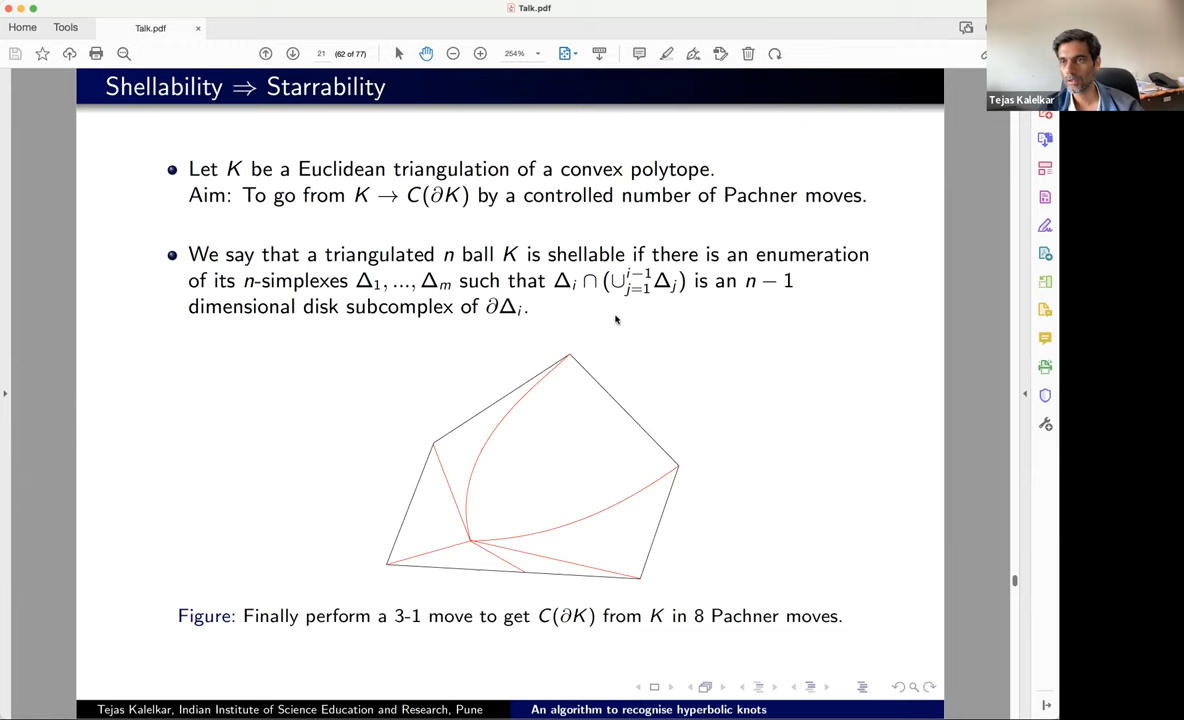 Talk.pdf
Home Tools Talk.pdf ×
21 (62 of 77) 254%
Tejas Kalelkar
Shellability ⇒ Starrability
Let K be a Euclidean triangulation of a convex polytope.
Aim: To go from K → C(∂K) by a controlled number of Pachner moves.
We say that a triangulated n ball K is shellable if there is an enumeration
of its n-simplexes Δ₁, ..., Δₘ such that Δᵢ ∩ (∪ⱼ₌₁ⁱ⁻¹Δⱼ) is an n − 1
dimensional disk subcomplex of ∂Δᵢ.
Figure: Finally perform a 3-1 move to get C(∂K) from K in 8 Pachner moves.
Tejas Kalelkar, Indian Institute of Science Education and Research, Pune An algorithm to recognise hyperbolic knots